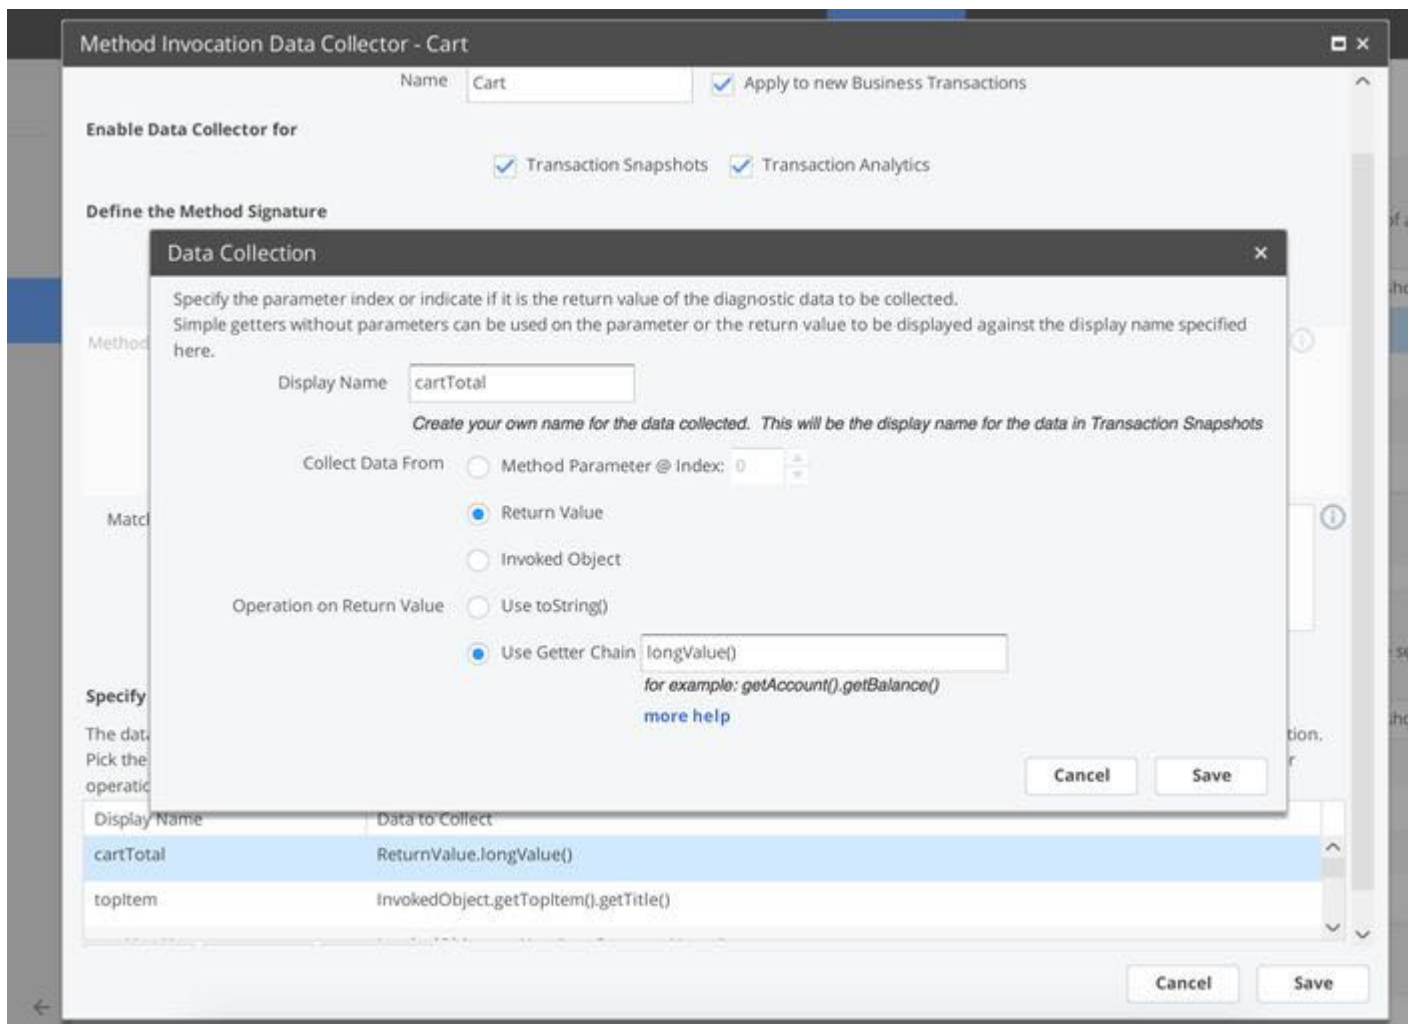 Method Invocation Data Collector - Cart
Name Cart Apply to new Business Transactions
Enable Data Collector for
Transaction Snapshots Transaction Analytics
Define the Method Signature
Data Collection
Specify the parameter index or indicate if it is the return value of the diagnostic data to be collected.
Simple getters without parameters can be used on the parameter or the return value to be displayed against the display name specified
here.
Method
Display Name cartTotal
Create your own name for the data collected. This will be the display name for the data in Transaction Snapshots
Collect Data From Method Parameter @ Index: 0
Return Value
Invoked Object
Operation on Return Value Use toString()
Use Getter Chain longValue()
for example: getAccount().getBalance()
more help
Specify
The data
tion.
Pick the
Cancel Save
Display Name Data to Collect
cartTotal ReturnValue.longValue()
topItem InvokedObject.getTopItem().getTitle()
Cancel Save